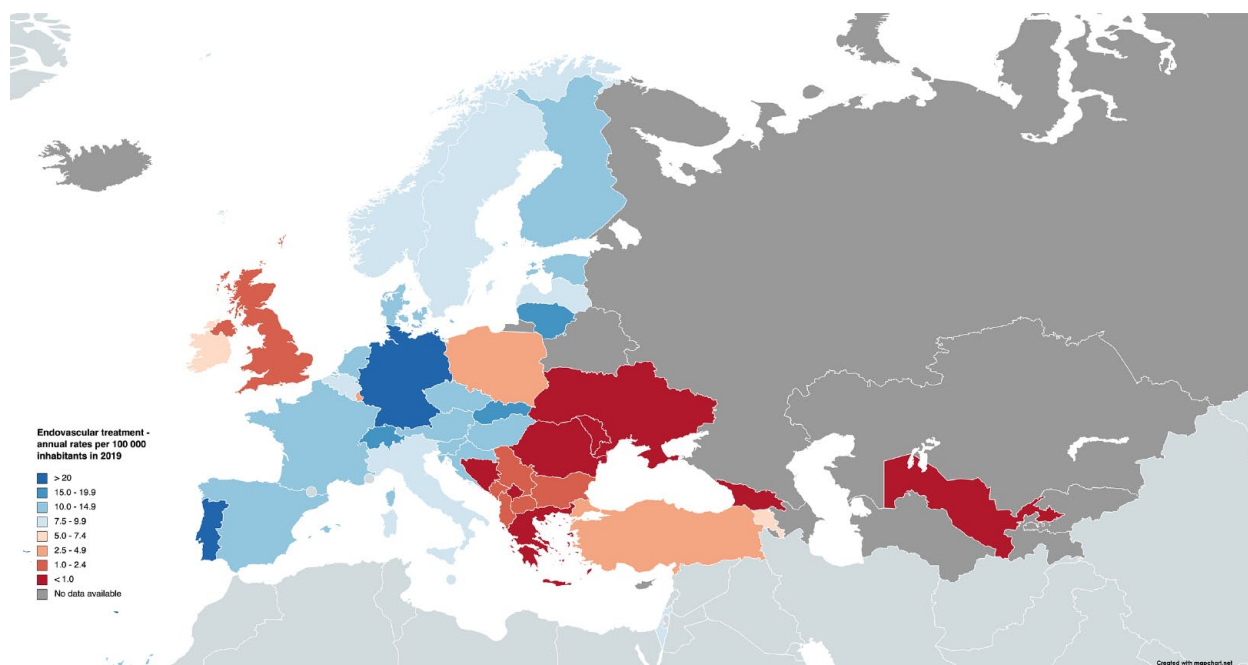 Endovascular treatment -
annual rates per 100 000
inhabitants in 2019
> 20
15.0 - 19.9
10.0 - 14.9
7.5 - 9.9
5.0 - 7.4
2.5 - 4.9
1.0 - 2.4
< 1.0
No data available
Created with mapchart.net